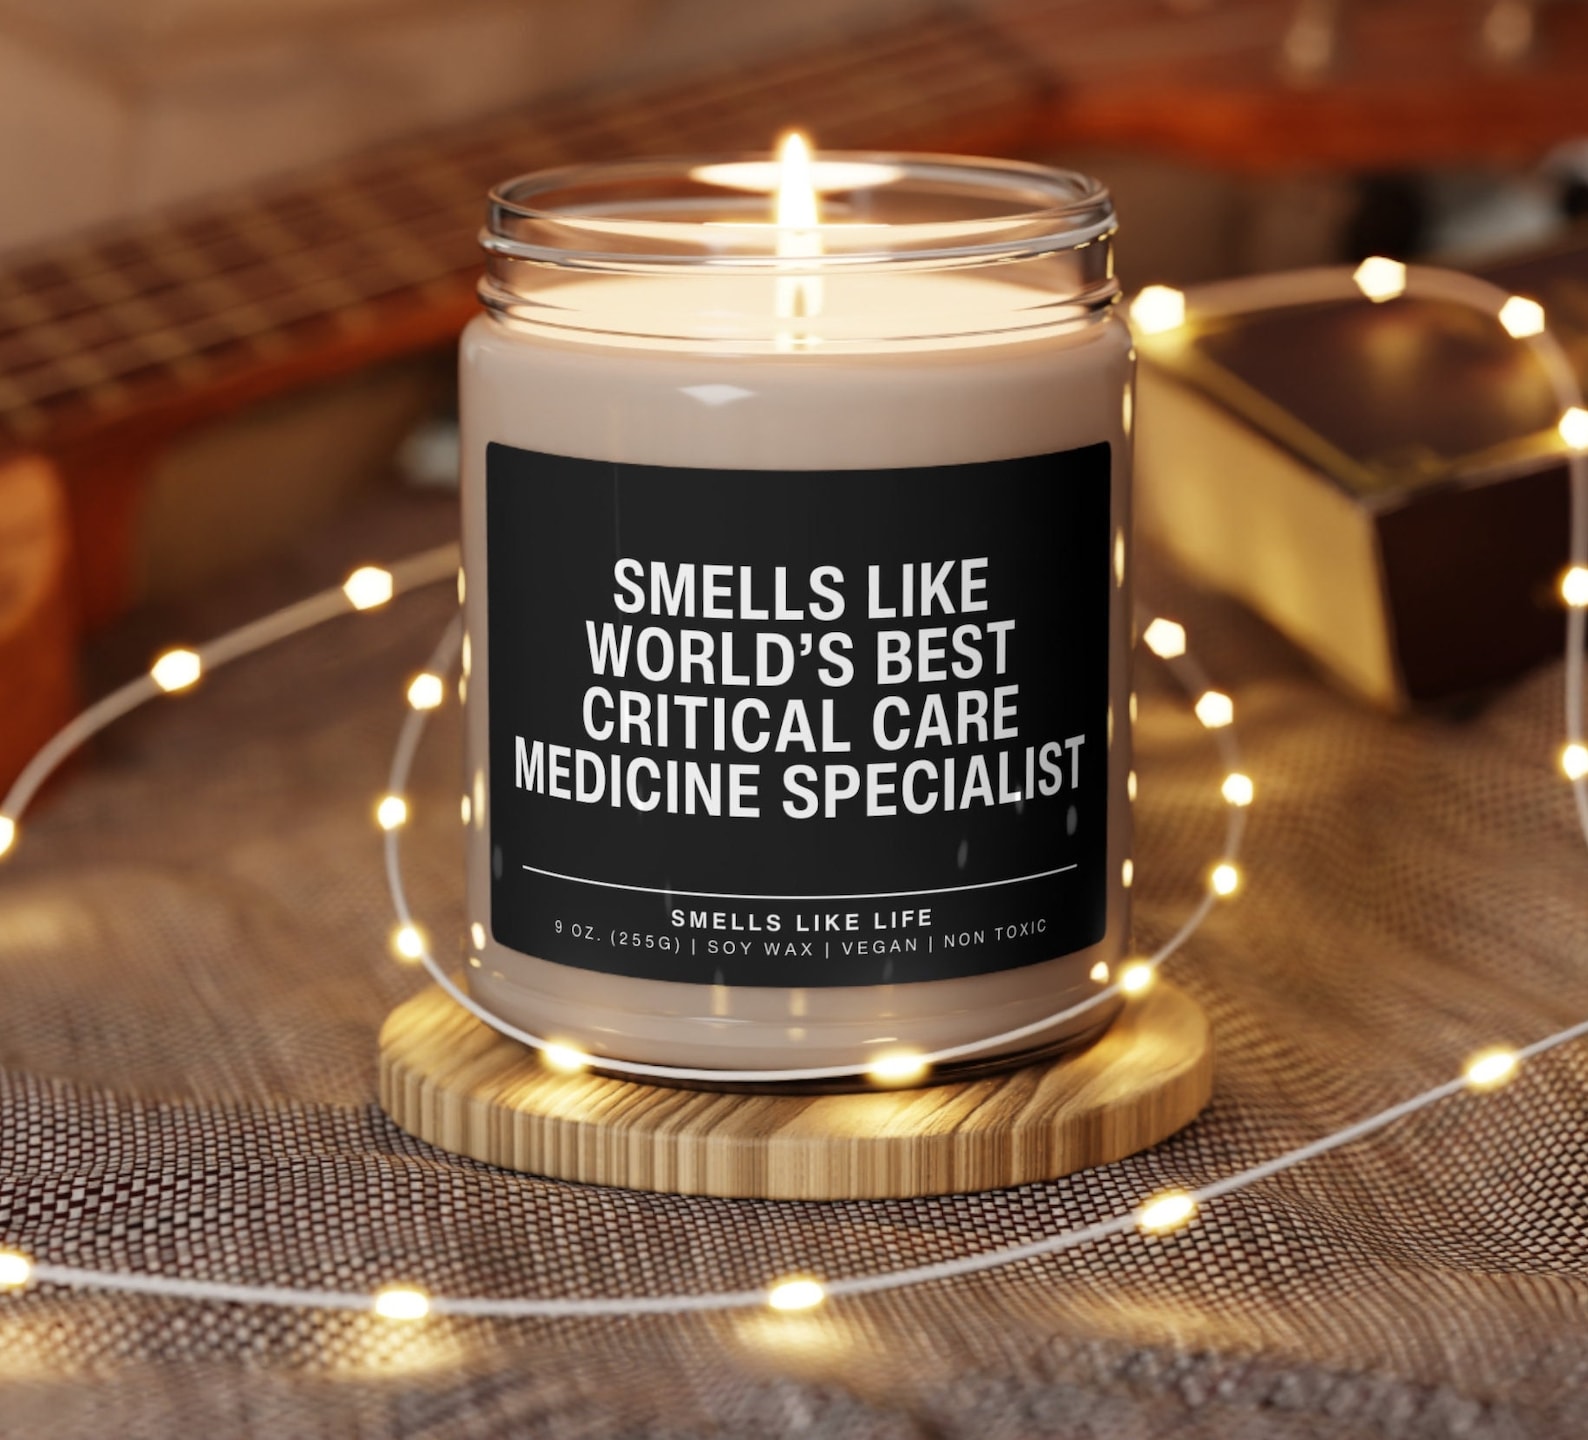 SMELLS LIKE
WORLD’S BEST
CRITICAL CARE
MEDICINE SPECIALIST
SMELLS LIKE LIFE
9 OZ. (255G) | SOY WAX | VEGAN | NON TOXIC